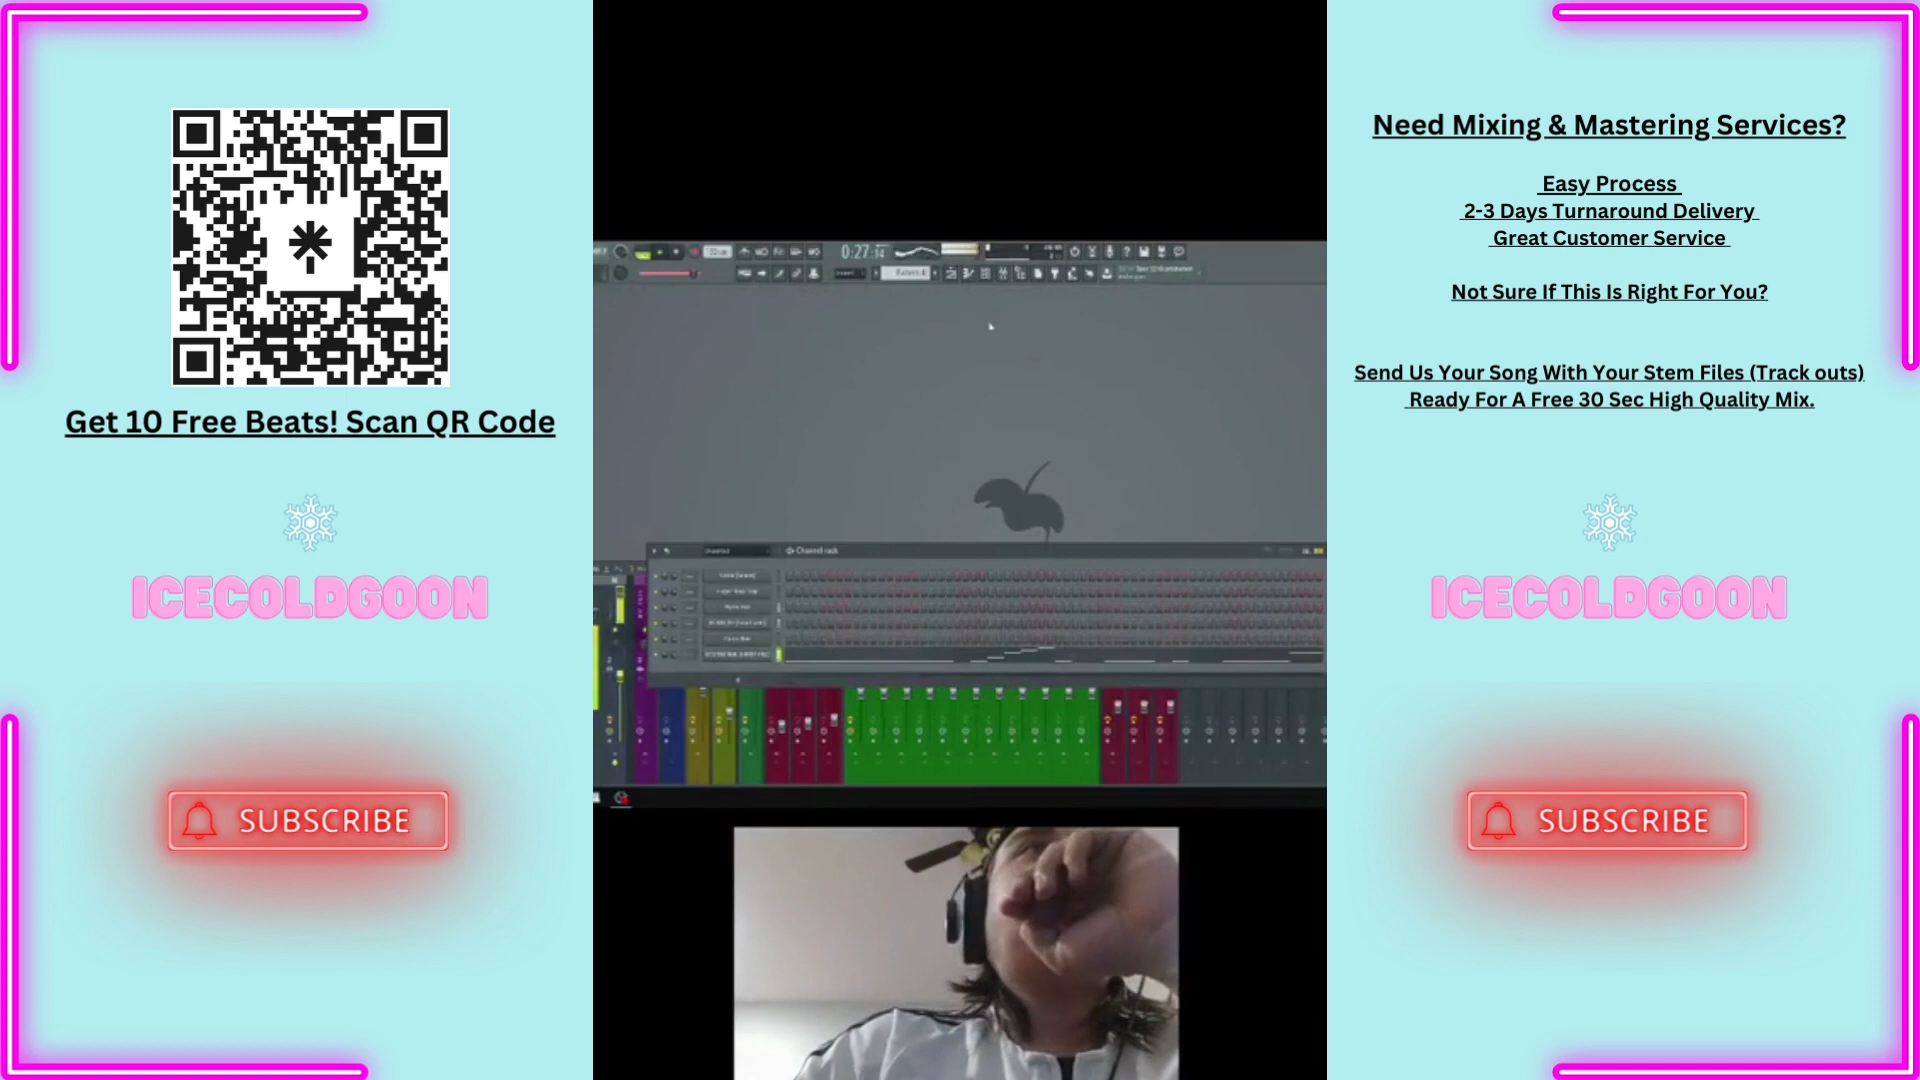 Get 10 Free Beats! Scan QR Code
ICECOLDGOON
SUBSCRIBE
0:27:14
Channel rack
Need Mixing & Mastering Services?
Easy Process
2-3 Days Turnaround Delivery
Great Customer Service
Not Sure If This Is Right For You?
Send Us Your Song With Your Stem Files (Track outs)
Ready For A Free 30 Sec High Quality Mix.
ICECOLDGOON
SUBSCRIBE